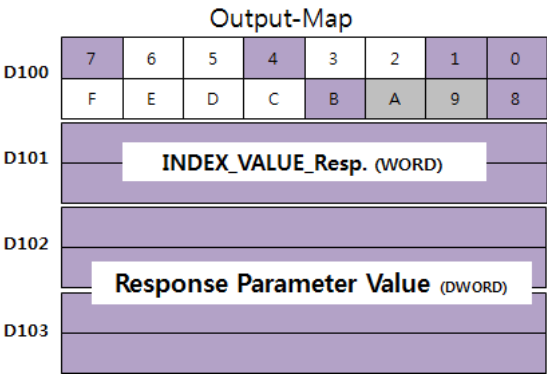 Output-Map
D100 7 6 5 4 3 2 1 0
F E D C B A 9 8
D101 INDEX_VALUE_Resp. (WORD)
D102
Response Parameter Value (DWORD)
D103